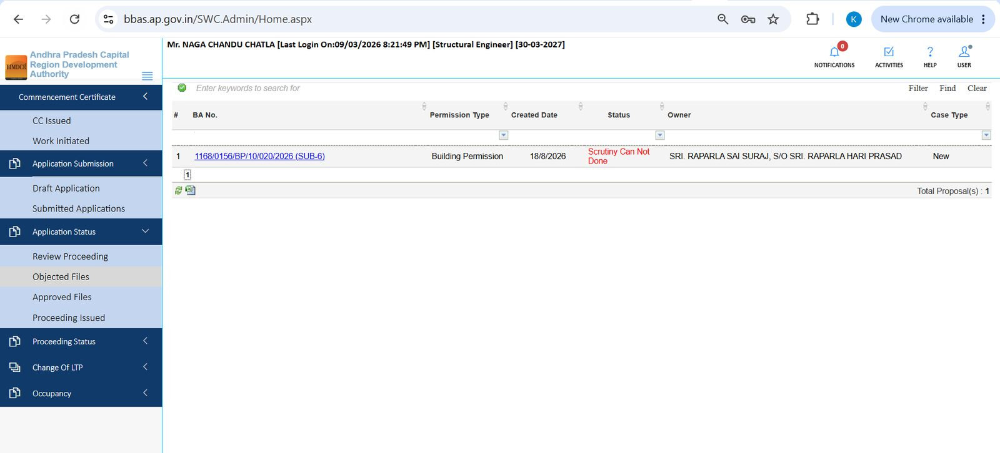 bbas.ap.gov.in/SWC.Admin/Home.aspx
K
New Chrome available
BIMDCR
Andhra Pradesh Capital
Region Development
Authority
Mr. NAGA CHANDU CHATLA [Last Login On:09/03/2026 8:21:49 PM] [Structural Engineer] [30-03-2027]
0
NOTIFICATIONS ACTIVITIES HELP USER
Commencement Certificate
CC Issued
Work Initiated
Application Submission
Draft Application
Submitted Applications
Application Status
Review Proceeding
Objected Files
Approved Files
Proceeding Issued
Proceeding Status
Change Of LTP
Occupancy
Enter keywords to search for
Filter Find Clear
# BA No. Permission Type Created Date Status Owner Case Type
1 1168/0156/BP/10/020/2026 (SUB-6) Building Permission 18/8/2026 Scrutiny Can Not Done SRI. RAPARLA SAI SURAJ, S/O SRI. RAPARLA HARI PRASAD New
1
Total Proposal(s) : 1